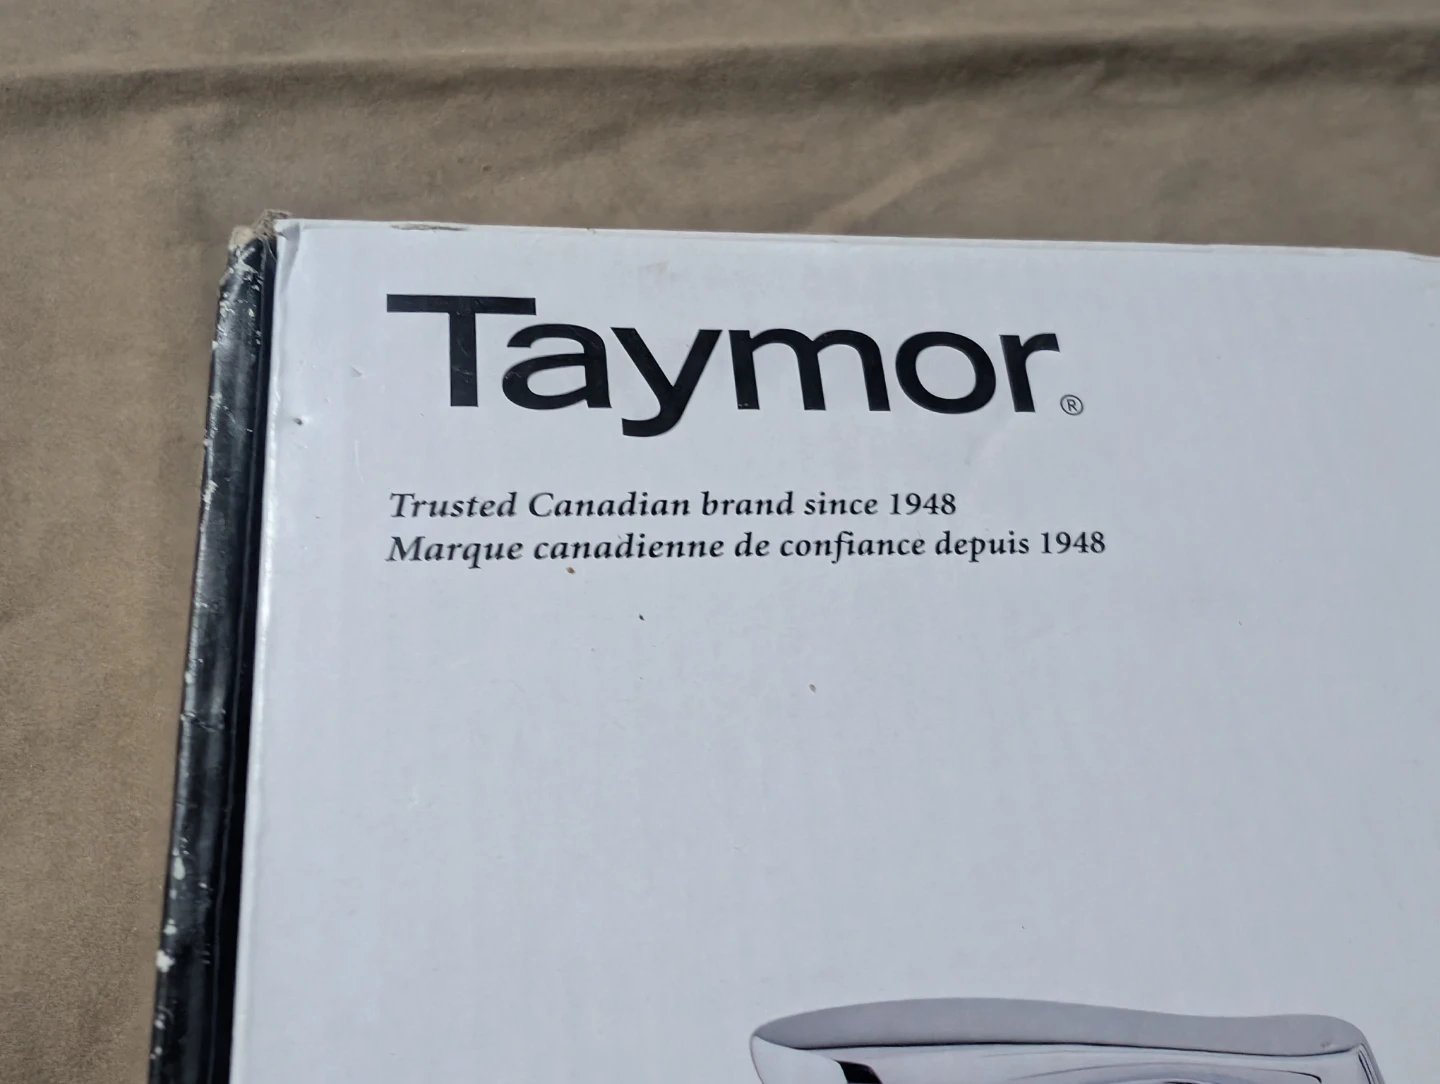 Taymor®
Trusted Canadian brand since 1948
Marque canadienne de confiance depuis 1948